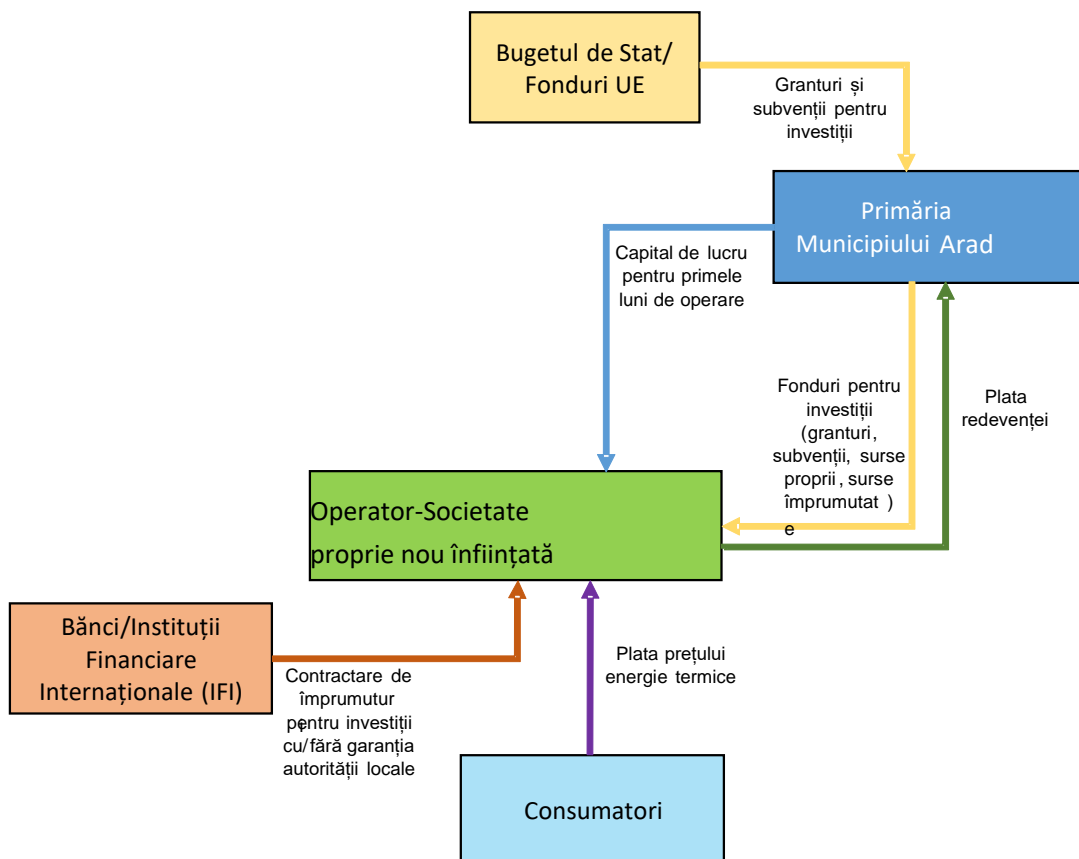 Bugetul de Stat/
Fonduri UE
Granturi și
subvenții pentru
investiții
Primăria
Municipiului Arad
Capital de lucru
pentru primele
luni de operare
Fonduri pentru
investiții
(granturi,
subvenții, surse
proprii, surse
împrumutat )
e
Plata
redevenței
Operator-Societate
proprie nou înființată
Bănci/Instituții
Financiare
Internaționale (IFI)
Contractare de
împrumutur
i
pentru investiții
cu/fără garanția
autorității locale
Plata prețului
energie termice
Consumatori